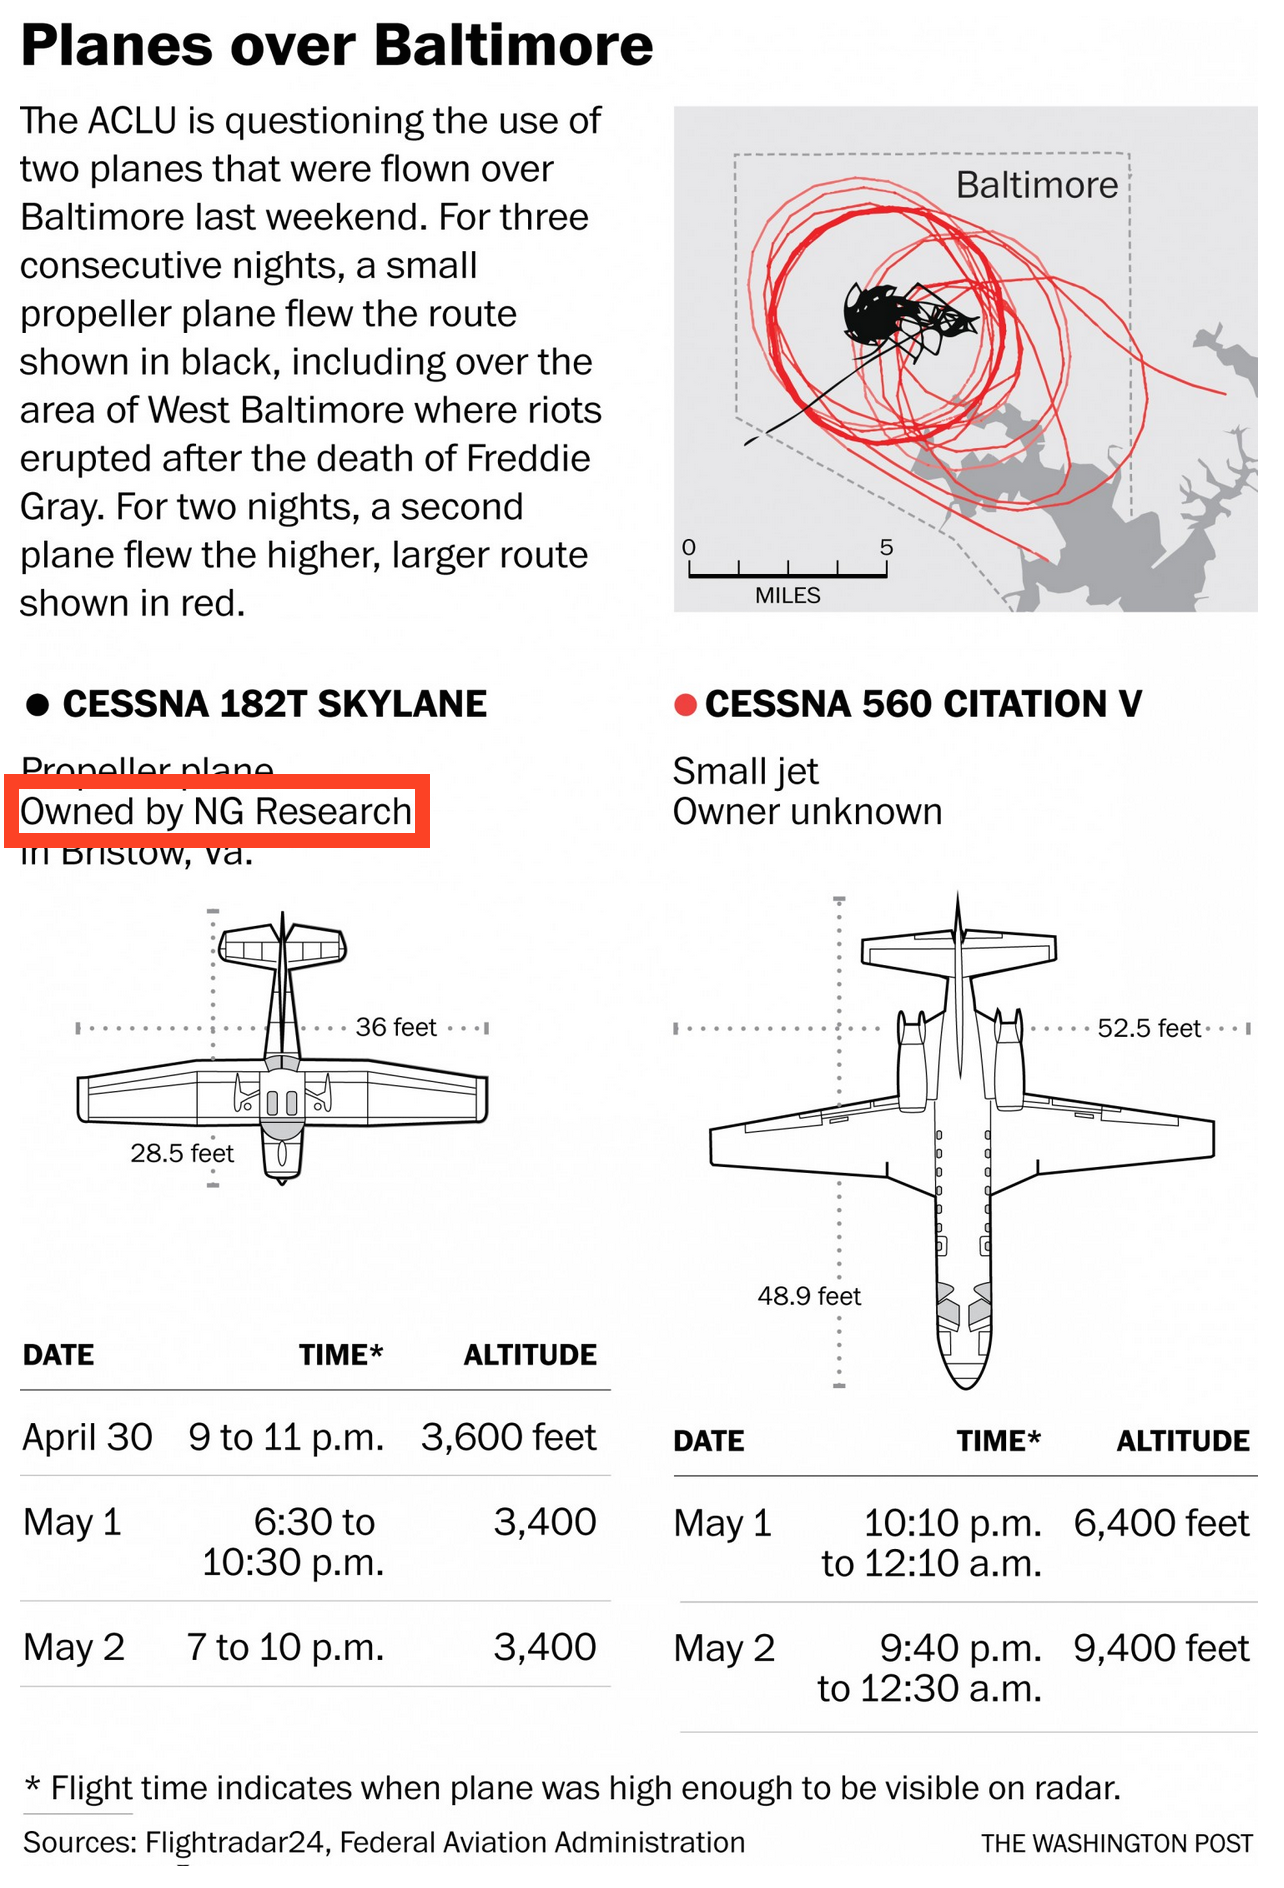 Planes over Baltimore
The ACLU is questioning the use of
two planes that were flown over
Baltimore last weekend. For three
consecutive nights, a small
propeller plane flew the route
shown in black, including over the
area of West Baltimore where riots
erupted after the death of Freddie
Gray. For two nights, a second
plane flew the higher, larger route
shown in red.
Baltimore
0 5
MILES
CESSNA 182T SKYLANE
Propeller plane
Owned by NG Research
in Bristow, Va.
36 feet
28.5 feet
DATE TIME* ALTITUDE
April 30 9 to 11 p.m. 3,600 feet
May 1 6:30 to 3,400
10:30 p.m.
May 2 7 to 10 p.m. 3,400
CESSNA 560 CITATION V
Small jet
Owner unknown
52.5 feet
48.9 feet
DATE TIME* ALTITUDE
May 1 10:10 p.m. 6,400 feet
to 12:10 a.m.
May 2 9:40 p.m. 9,400 feet
to 12:30 a.m.
* Flight time indicates when plane was high enough to be visible on radar.
Sources: Flightradar24, Federal Aviation Administration
THE WASHINGTON POST